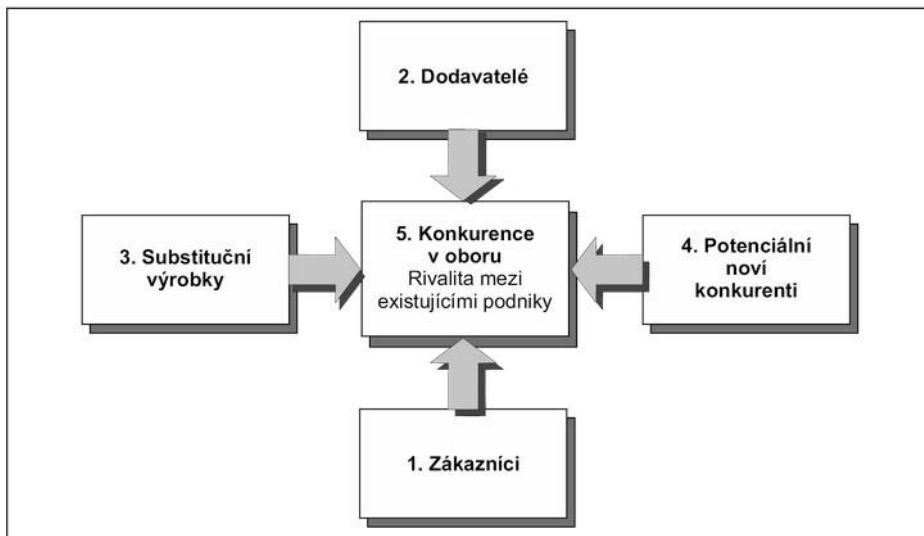 2. Dodavatelé
3. Substituční
výrobky
5. Konkurence
v oboru
Rivalita mezi
existujícími podniky
4. Potenciální
noví
konkurenti
1. Zákazníci